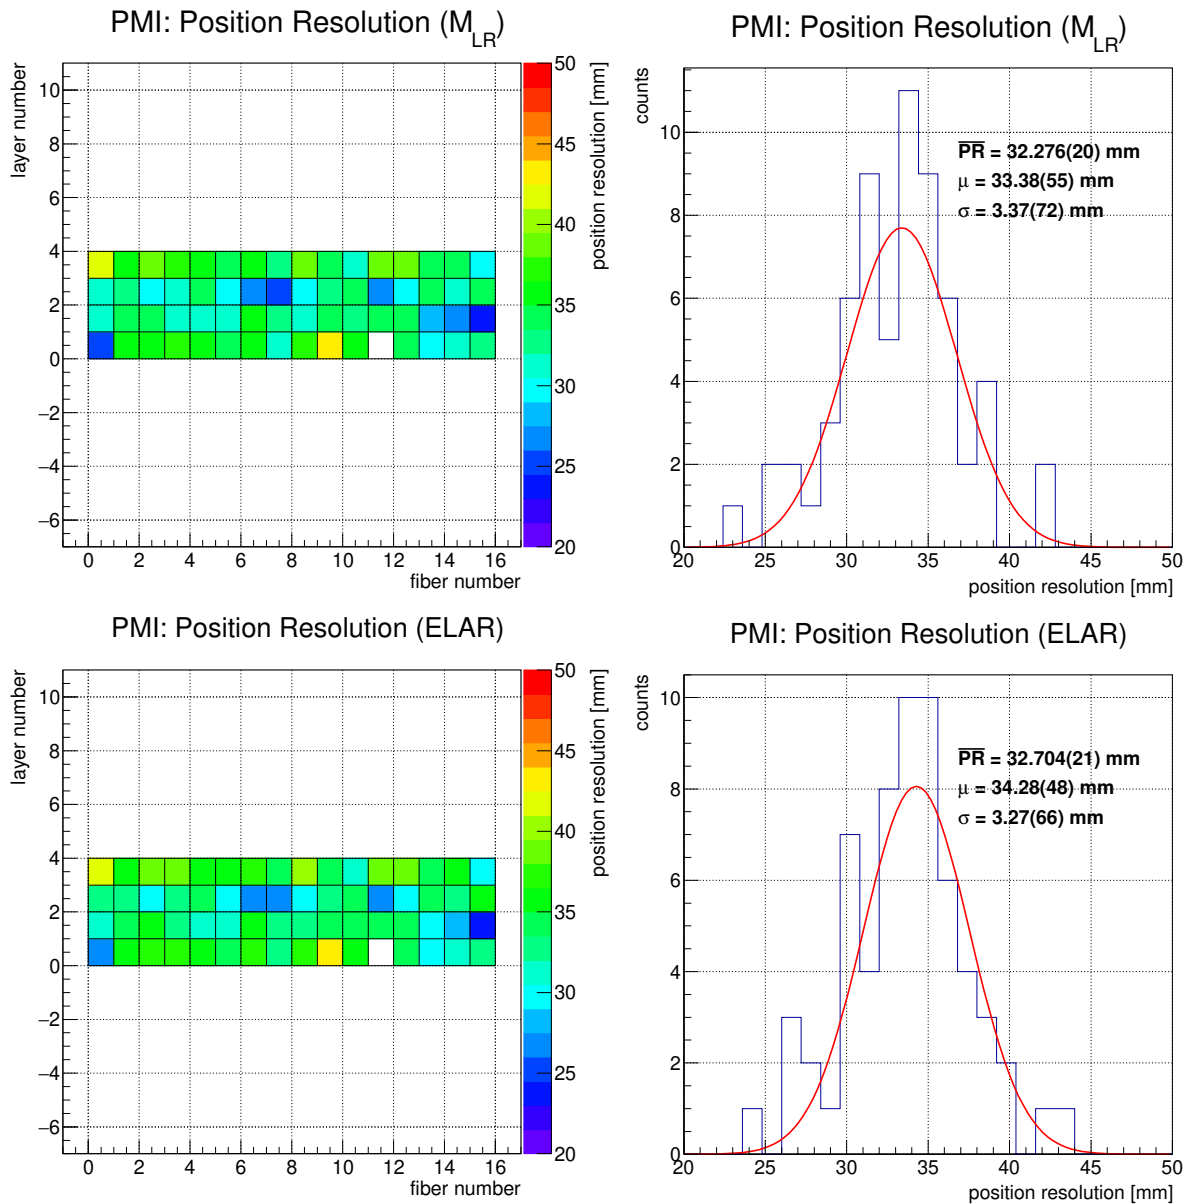 PMI: Position Resolution (M_LR)
layer number
10
8
6
4
2
0
−2
−4
−6
0 2 4 6 8 10 12 14 16
fiber number
50
45
40
35
30
25
20
position resolution [mm]
PMI: Position Resolution (M_LR)
counts
10
8
6
4
2
0
PR = 32.276(20) mm
μ = 33.38(55) mm
σ = 3.37(72) mm
20 25 30 35 40 45 50
position resolution [mm]
PMI: Position Resolution (ELAR)
layer number
10
8
6
4
2
0
−2
−4
−6
0 2 4 6 8 10 12 14 16
fiber number
50
45
40
35
30
25
20
position resolution [mm]
PMI: Position Resolution (ELAR)
counts
10
8
6
4
2
0
PR = 32.704(21) mm
μ = 34.28(48) mm
σ = 3.27(66) mm
20 25 30 35 40 45 50
position resolution [mm]